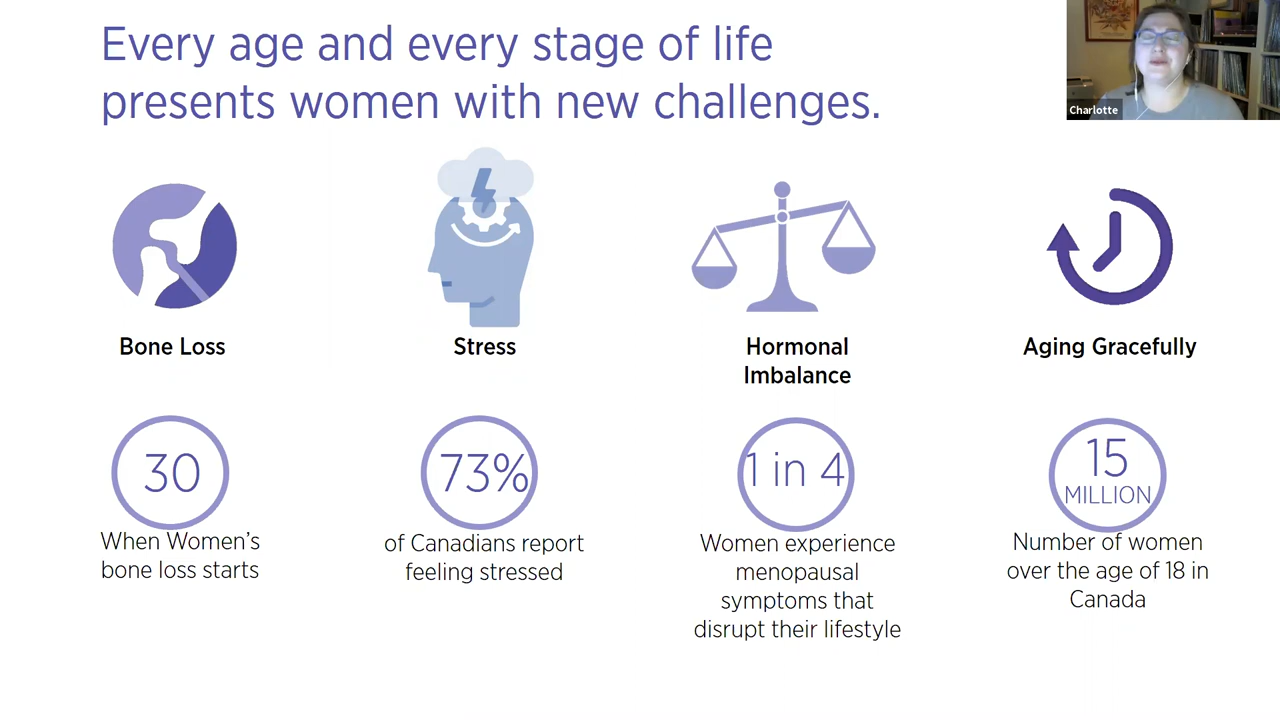 Every age and every stage of life
presents women with new challenges.
Charlotte
Bone Loss
Stress
Hormonal
Imbalance
Aging Gracefully
30
73%
1 in 4
15
MILLION
When Women's
bone loss starts
of Canadians report
feeling stressed
Women experience
menopausal
symptoms that
disrupt their lifestyle
Number of women
over the age of 18 in
Canada